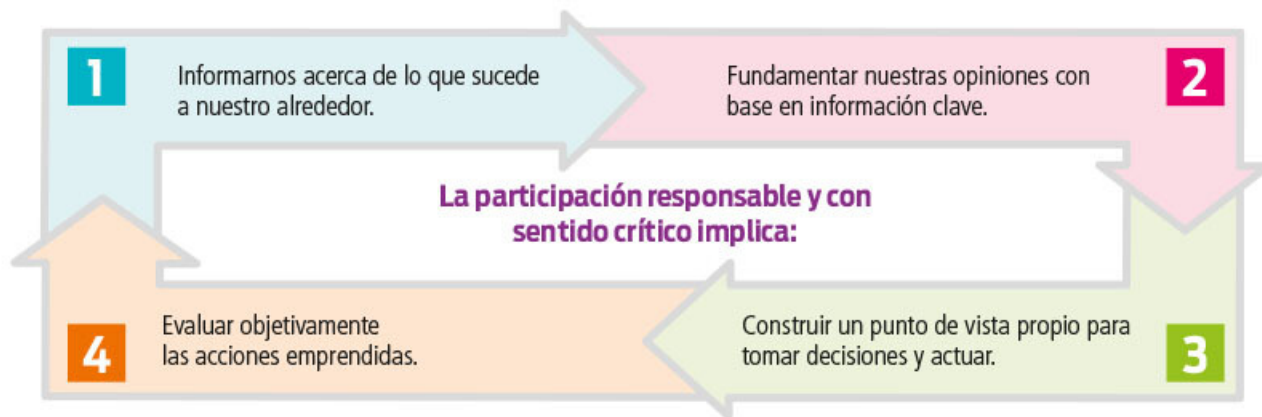 1
Informarnos acerca de lo que sucede
a nuestro alrededor.
Fundamentar nuestras opiniones con
base en información clave.
2
La participación responsable y con
sentido crítico implica:
4
Evaluar objetivamente
las acciones emprendidas.
Construir un punto de vista propio para
tomar decisiones y actuar.
3